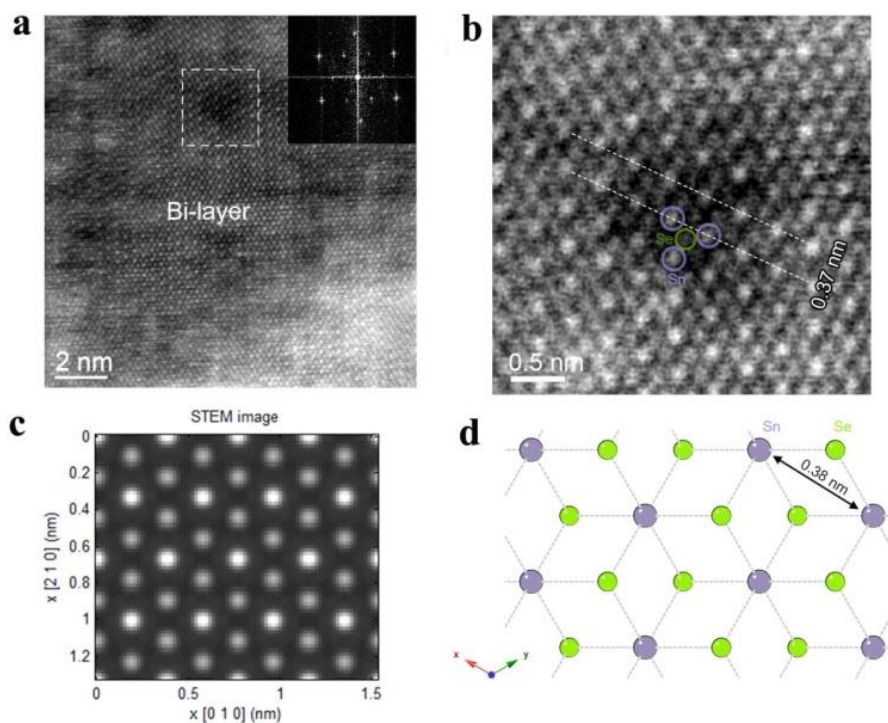 a
Bi-layer
2 nm
b
Se
Sn
0.37 nm
0.5 nm
c
STEM image
0
0.2
0.4
0.6
0.8
1
1.2
x [2 1 0] (nm)
0 0.5 1 1.5
x [0 1 0] (nm)
d
Sn Se
0.38 nm
x y